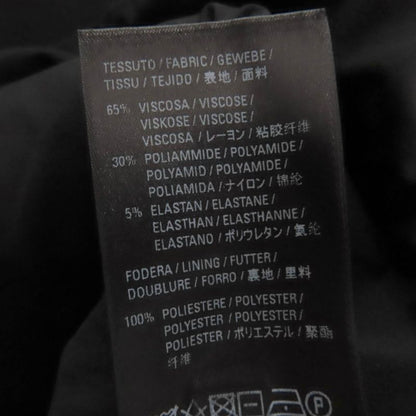 TESSUTO / FABRIC / GEWEBE /
TISSU / TEJIDO / 表地 / 面料
65% VISCOSA / VISCOSE /
VISKOSE / VISCOSE /
VISCOSA / レーヨン / 粘胶纤维
30% POLIAMMIDE / POLYAMIDE /
POLYAMID / POLYAMIDE /
POLIAMIDA / ナイロン / 锦纶
5% ELASTAN / ELASTANE /
ELASTHAN / ELASTHANNE /
ELASTANO / ポリウレタン / 氨纶
FODERA / LINING / FUTTER /
DOUBLURE / FORRO / 裏地 / 里料
100% POLIESTERE / POLYESTER /
POLYESTER / POLYESTER /
POLIESTER / ポリエステル / 聚酯
纤维
P